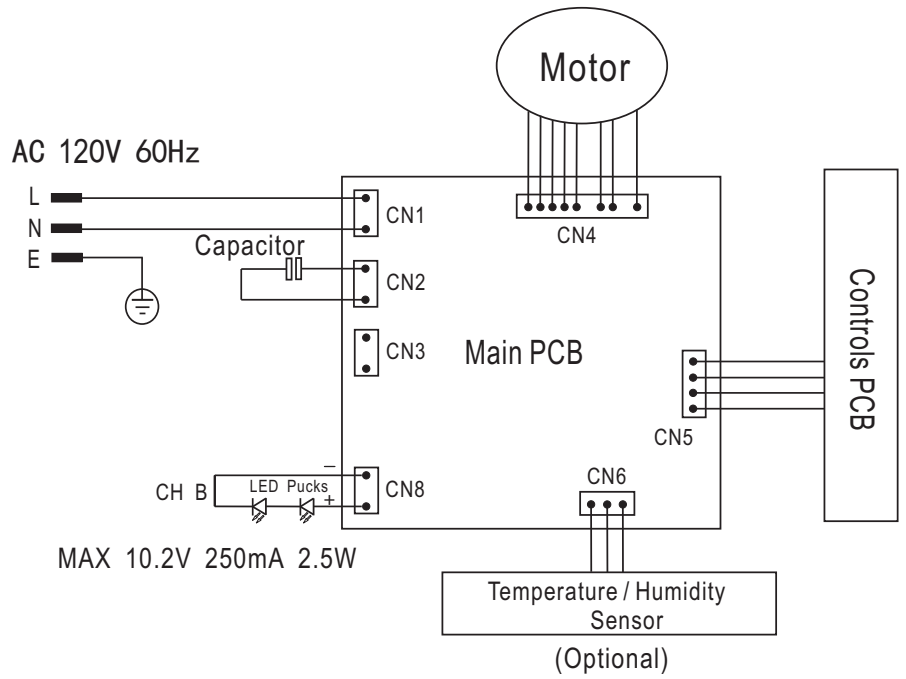 Motor
AC 120V 60Hz
L
N
E
CN1
CN4
Capacitor
CN2
CN3
Main PCB
Controls PCB
CN5
CN6
–
CH B
LED Pucks
+
CN8
MAX 10.2V 250mA 2.5W
Temperature / Humidity
Sensor
(Optional)